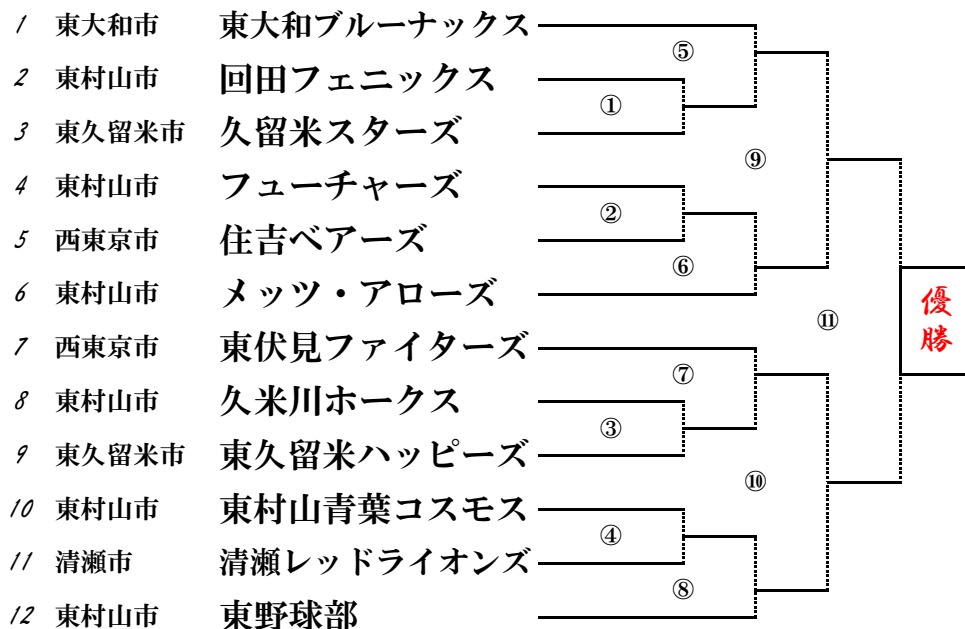 1 東大和市 東大和ブルーナックス
⑤
2 東村山市 回田フェニックス
①
3 東久留米市 久留米スターズ
⑨
4 東村山市 フューチャーズ
②
5 西東京市 住吉ベアーズ
⑥
6 東村山市 メッツ・アローズ
⑪
優勝
7 西東京市 東伏見ファイターズ
⑦
8 東村山市 久米川ホークス
③
9 東久留米市 東久留米ハッピーズ
⑩
10 東村山市 東村山青葉コスモス
④
11 清瀬市 清瀬レッドライオンズ
⑧
12 東村山市 東野球部